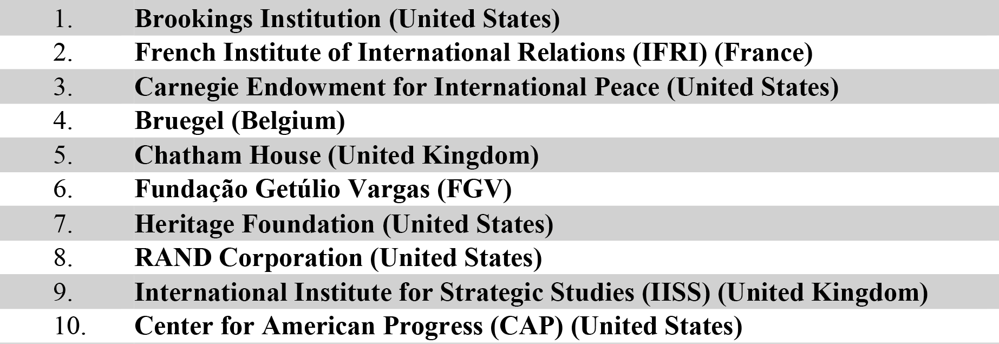 1. Brookings Institution (United States)
2. French Institute of International Relations (IFRI) (France)
3. Carnegie Endowment for International Peace (United States)
4. Bruegel (Belgium)
5. Chatham House (United Kingdom)
6. Fundação Getúlio Vargas (FGV)
7. Heritage Foundation (United States)
8. RAND Corporation (United States)
9. International Institute for Strategic Studies (IISS) (United Kingdom)
10. Center for American Progress (CAP) (United States)